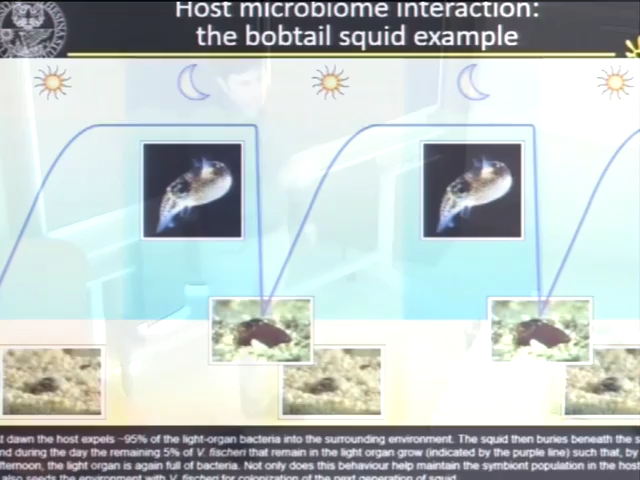 Host microbiome interaction:
the bobtail squid example
t dawn the host expels ~95% of the light-organ bacteria into the surrounding environment. The squid then buries beneath the s
nd during the day the remaining 5% of V. fischeri that remain in the light organ grow (indicated by the purple line) such that, by
fternoon, the light organ is again full of bacteria. Not only does this behaviour help maintain the symbiont population in the host
also seeds the environment with V. fischeri for colonization of the next generation of squid.